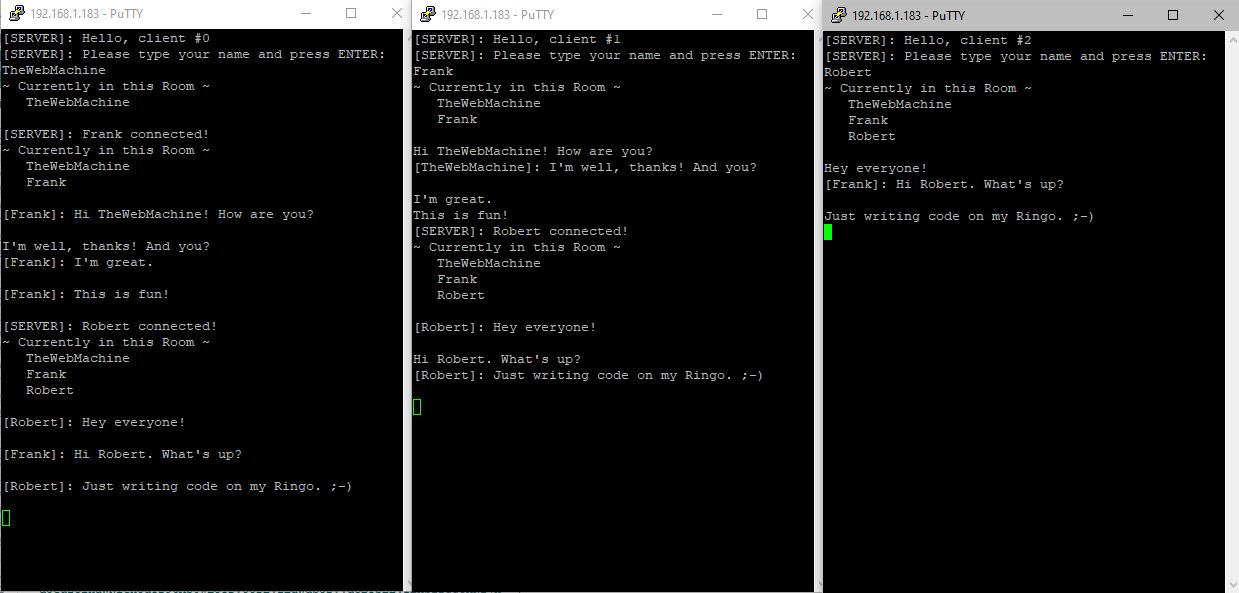 192.168.1.183 - PuTTY
[SERVER]: Hello, client #0
[SERVER]: Please type your name and press ENTER:
TheWebMachine
~ Currently in this Room ~
TheWebMachine
[SERVER]: Frank connected!
~ Currently in this Room ~
TheWebMachine
Frank
[Frank]: Hi TheWebMachine! How are you?
I'm well, thanks! And you?
[Frank]: I'm great.
[Frank]: This is fun!
[SERVER]: Robert connected!
~ Currently in this Room ~
TheWebMachine
Frank
Robert
[Robert]: Hey everyone!
[Frank]: Hi Robert. What's up?
[Robert]: Just writing code on my Ringo. ;-)
192.168.1.183 - PuTTY
[SERVER]: Hello, client #1
[SERVER]: Please type your name and press ENTER:
Frank
~ Currently in this Room ~
TheWebMachine
Frank
Hi TheWebMachine! How are you?
[TheWebMachine]: I'm well, thanks! And you?
I'm great.
This is fun!
[SERVER]: Robert connected!
~ Currently in this Room ~
TheWebMachine
Frank
Robert
[Robert]: Hey everyone!
Hi Robert. What's up?
[Robert]: Just writing code on my Ringo. ;-)
192.168.1.183 - PuTTY
[SERVER]: Hello, client #2
[SERVER]: Please type your name and press ENTER:
Robert
~ Currently in this Room ~
TheWebMachine
Frank
Robert
Hey everyone!
[Frank]: Hi Robert. What's up?
Just writing code on my Ringo. ;-)